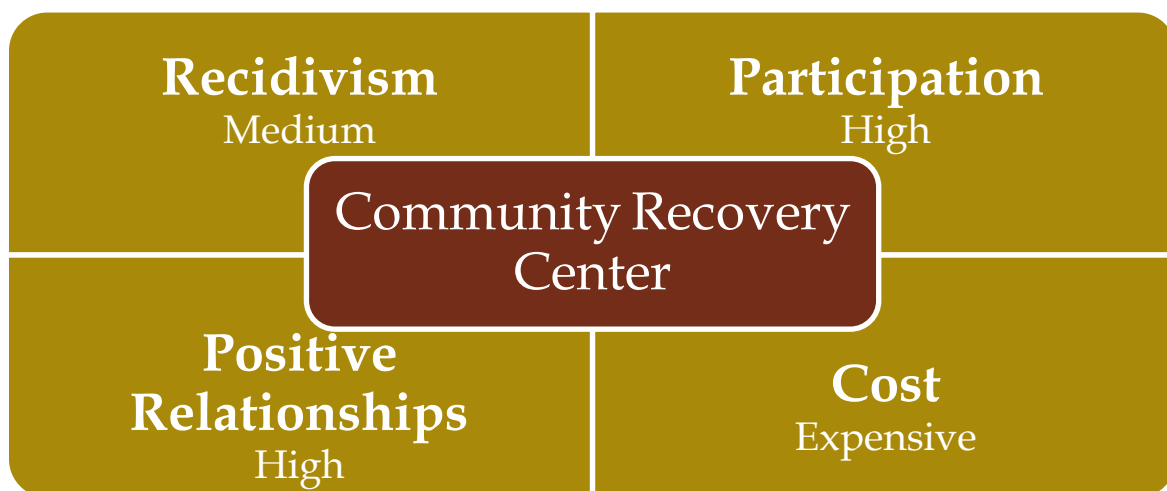 Recidivism
Medium
Participation
High
Community Recovery
Center
Positive
Relationships
High
Cost
Expensive